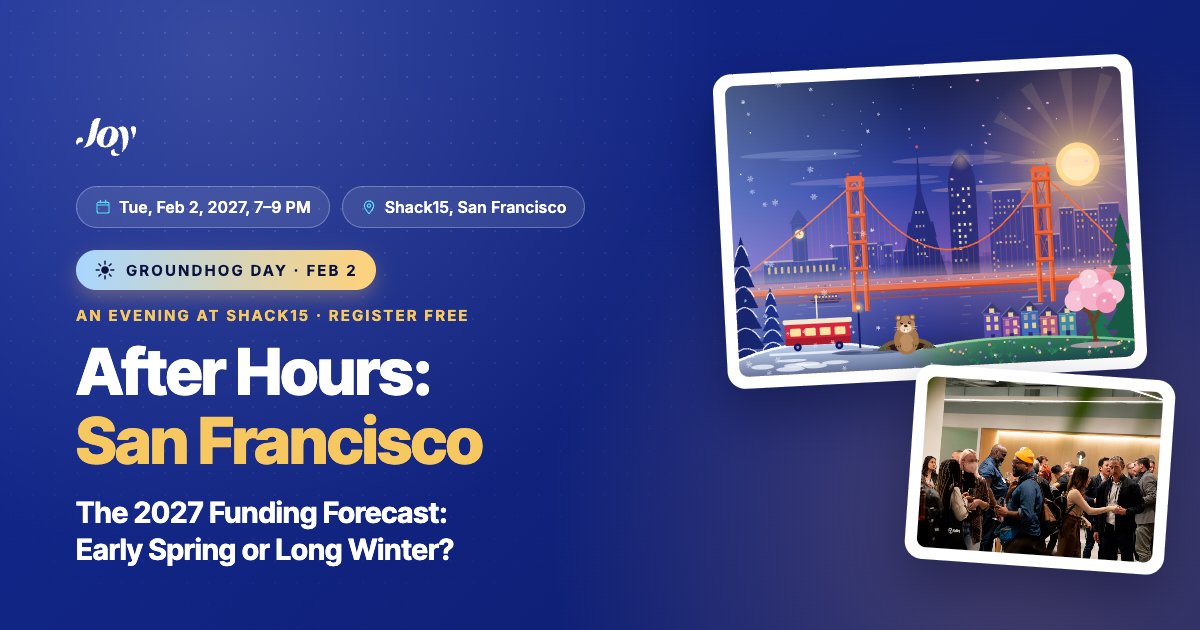 Joy
Tue, Feb 2, 2027, 7–9 PM
Shack15, San Francisco
GROUNDHOG DAY · FEB 2
AN EVENING AT SHACK15 · REGISTER FREE
After Hours:
San Francisco
The 2027 Funding Forecast:
Early Spring or Long Winter?